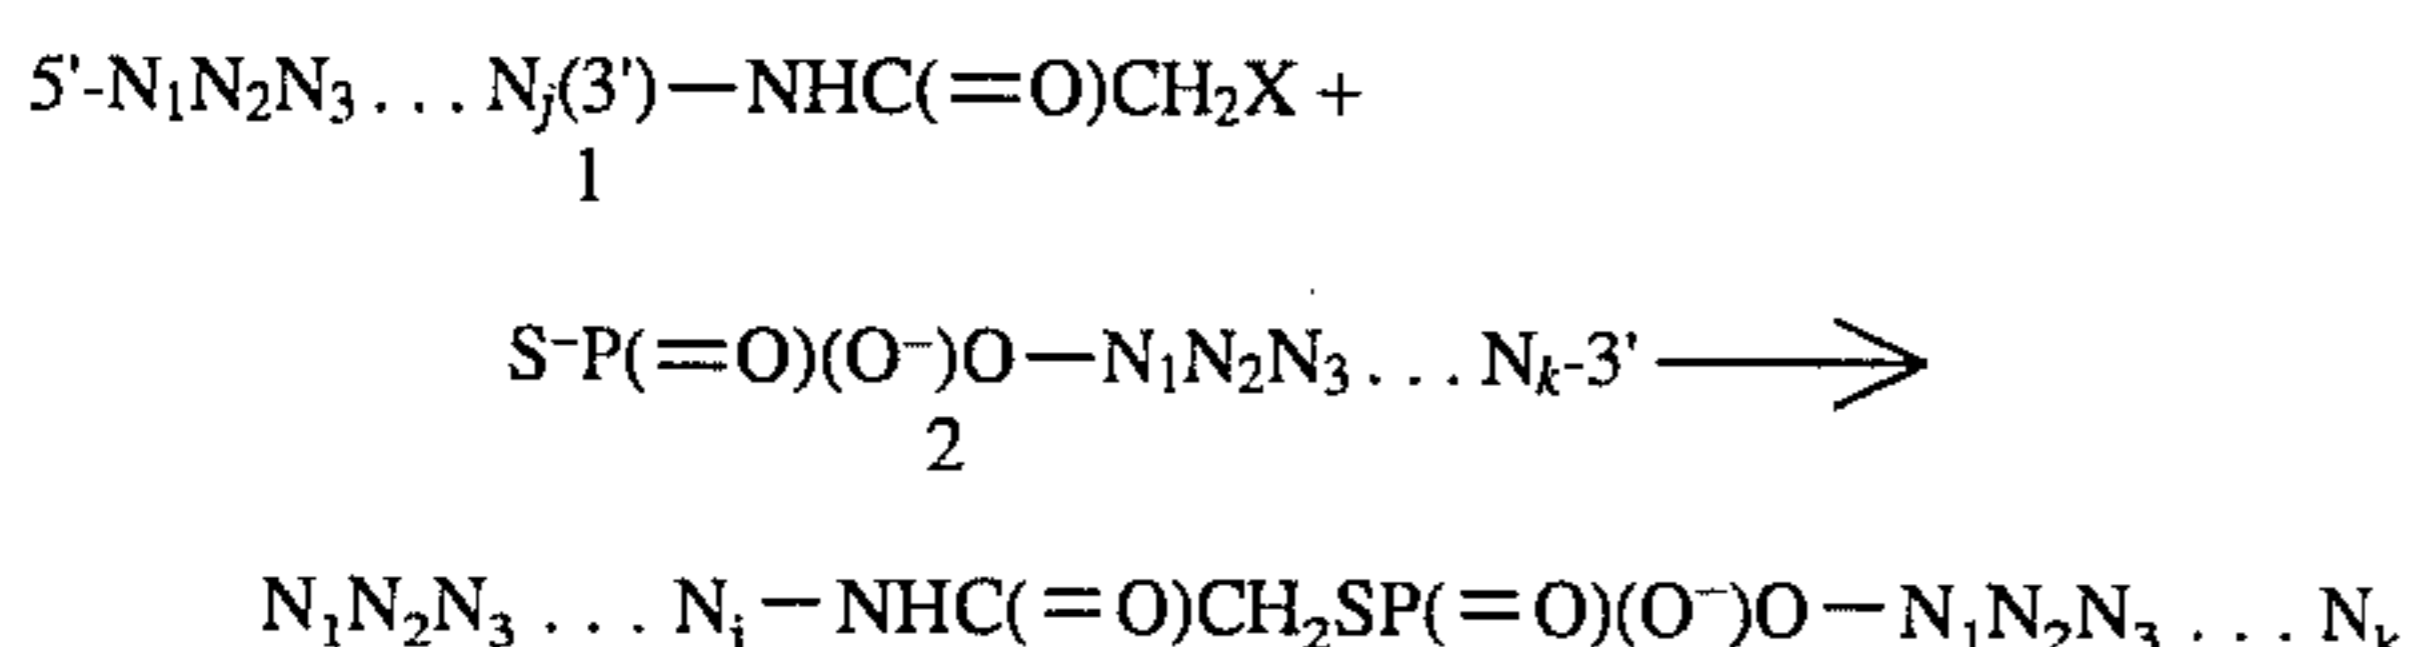 5'-N₁N₂N₃ . . . Nⱼ(3')—NHC(=O)CH₂X +
1
S⁻P(=O)(O⁻)O—N₁N₂N₃ . . . Nₖ-3' ⟶
2
N₁N₂N₃ . . . Nⱼ—NHC(=O)CH₂SP(=O)(O⁻)O—N₁N₂N₃ . . . Nₖ